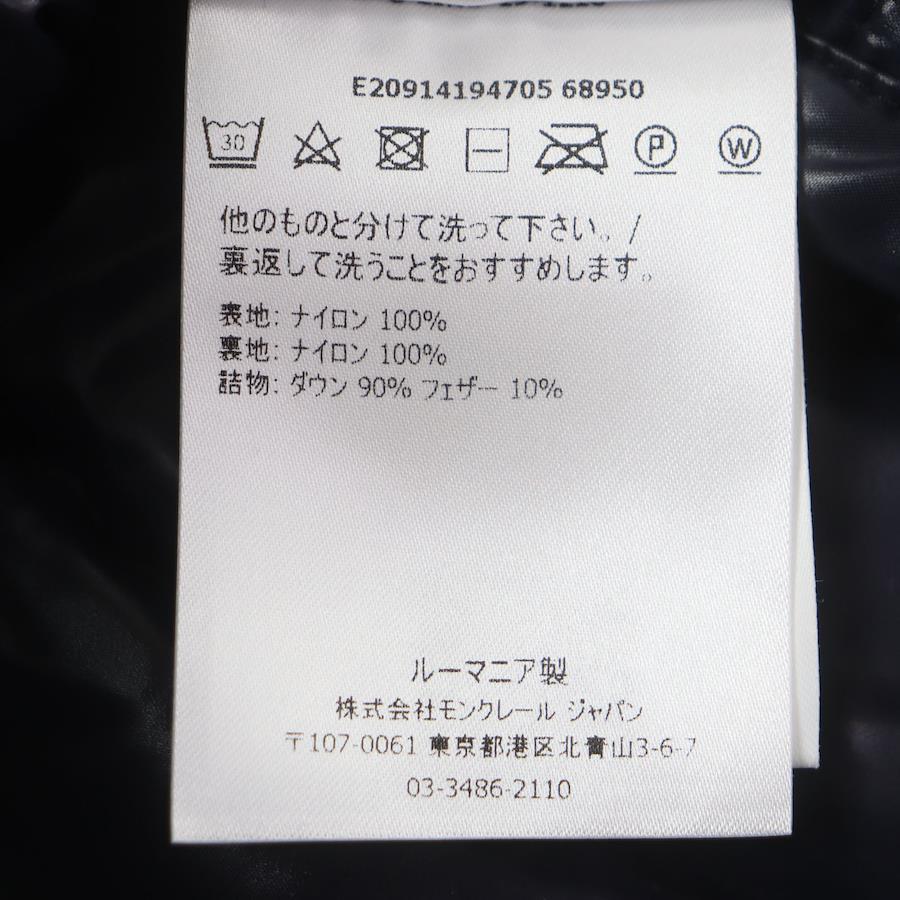 E20914194705 68950
30
P
W
他のものと分けて洗って下さい。/
裏返して洗うことをおすすめします。
表地: ナイロン 100%
裏地: ナイロン 100%
詰物: ダウン 90% フェザー 10%
ルーマニア製
株式会社モンクレール ジャパン
〒107-0061 東京都港区北青山3-6-7
03-3486-2110